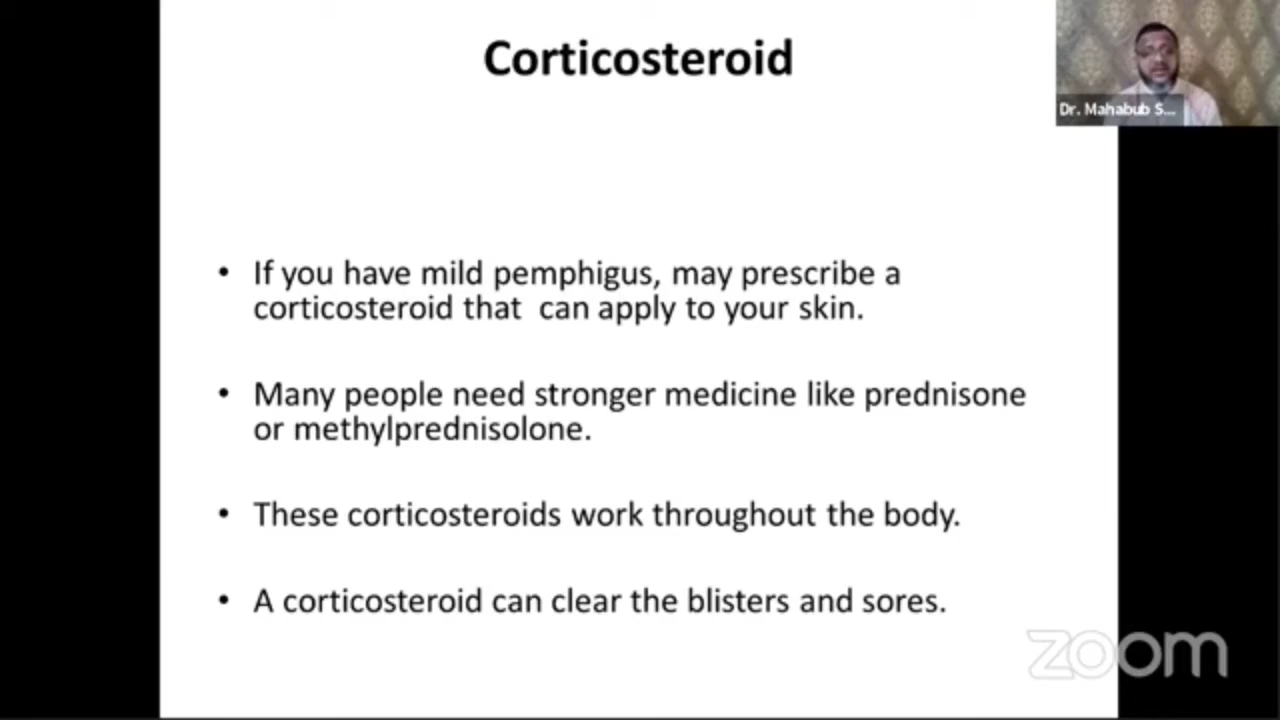 Corticosteroid
Dr. Mahabub S...
• If you have mild pemphigus, may prescribe a
corticosteroid that  can apply to your skin.
• Many people need stronger medicine like prednisone
or methylprednisolone.
• These corticosteroids work throughout the body.
• A corticosteroid can clear the blisters and sores.
zoom